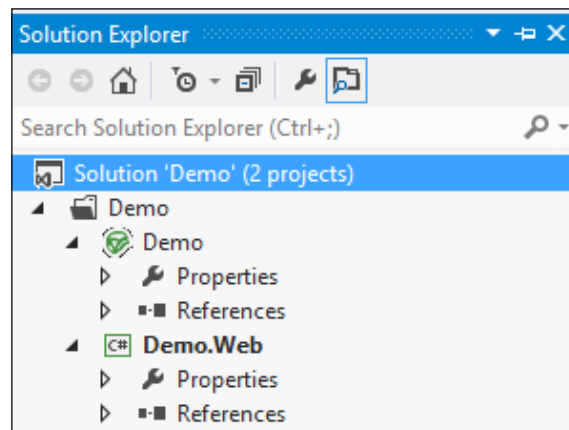 Solution Explorer
Search Solution Explorer (Ctrl+;)
Solution 'Demo' (2 projects)
Demo
Demo
Properties
References
C# Demo.Web
Properties
References